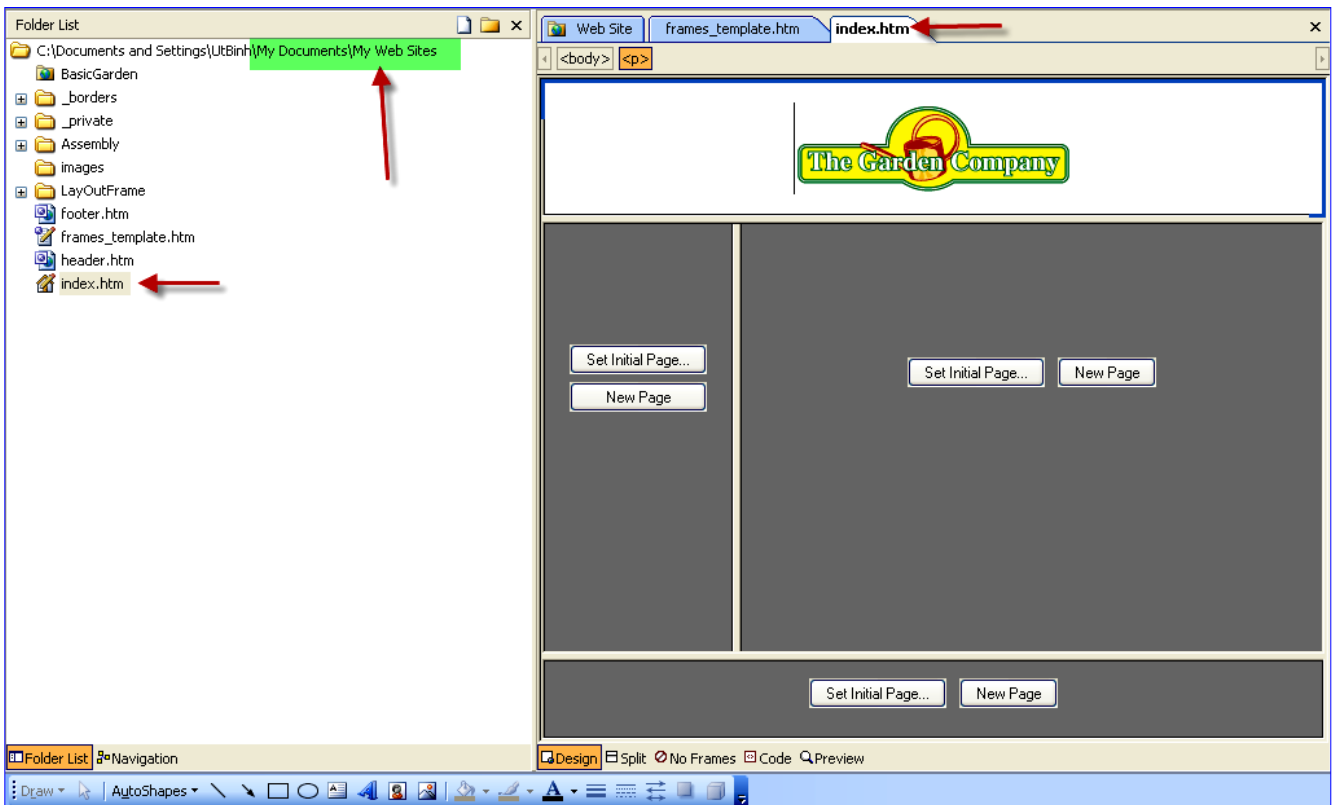 Folder List
C:\Documents and Settings\UtBinh\My Documents\My Web Sites
BasicGarden
_borders
_private
Assembly
images
LayOutFrame
footer.htm
frames_template.htm
header.htm
index.htm
Folder List Navigation
Web Site frames_template.htm index.htm
<body> <p>
The Garden Company
Set Initial Page...
New Page
Set Initial Page... New Page
Set Initial Page... New Page
Design Split No Frames Code Preview
Draw AutoShapes